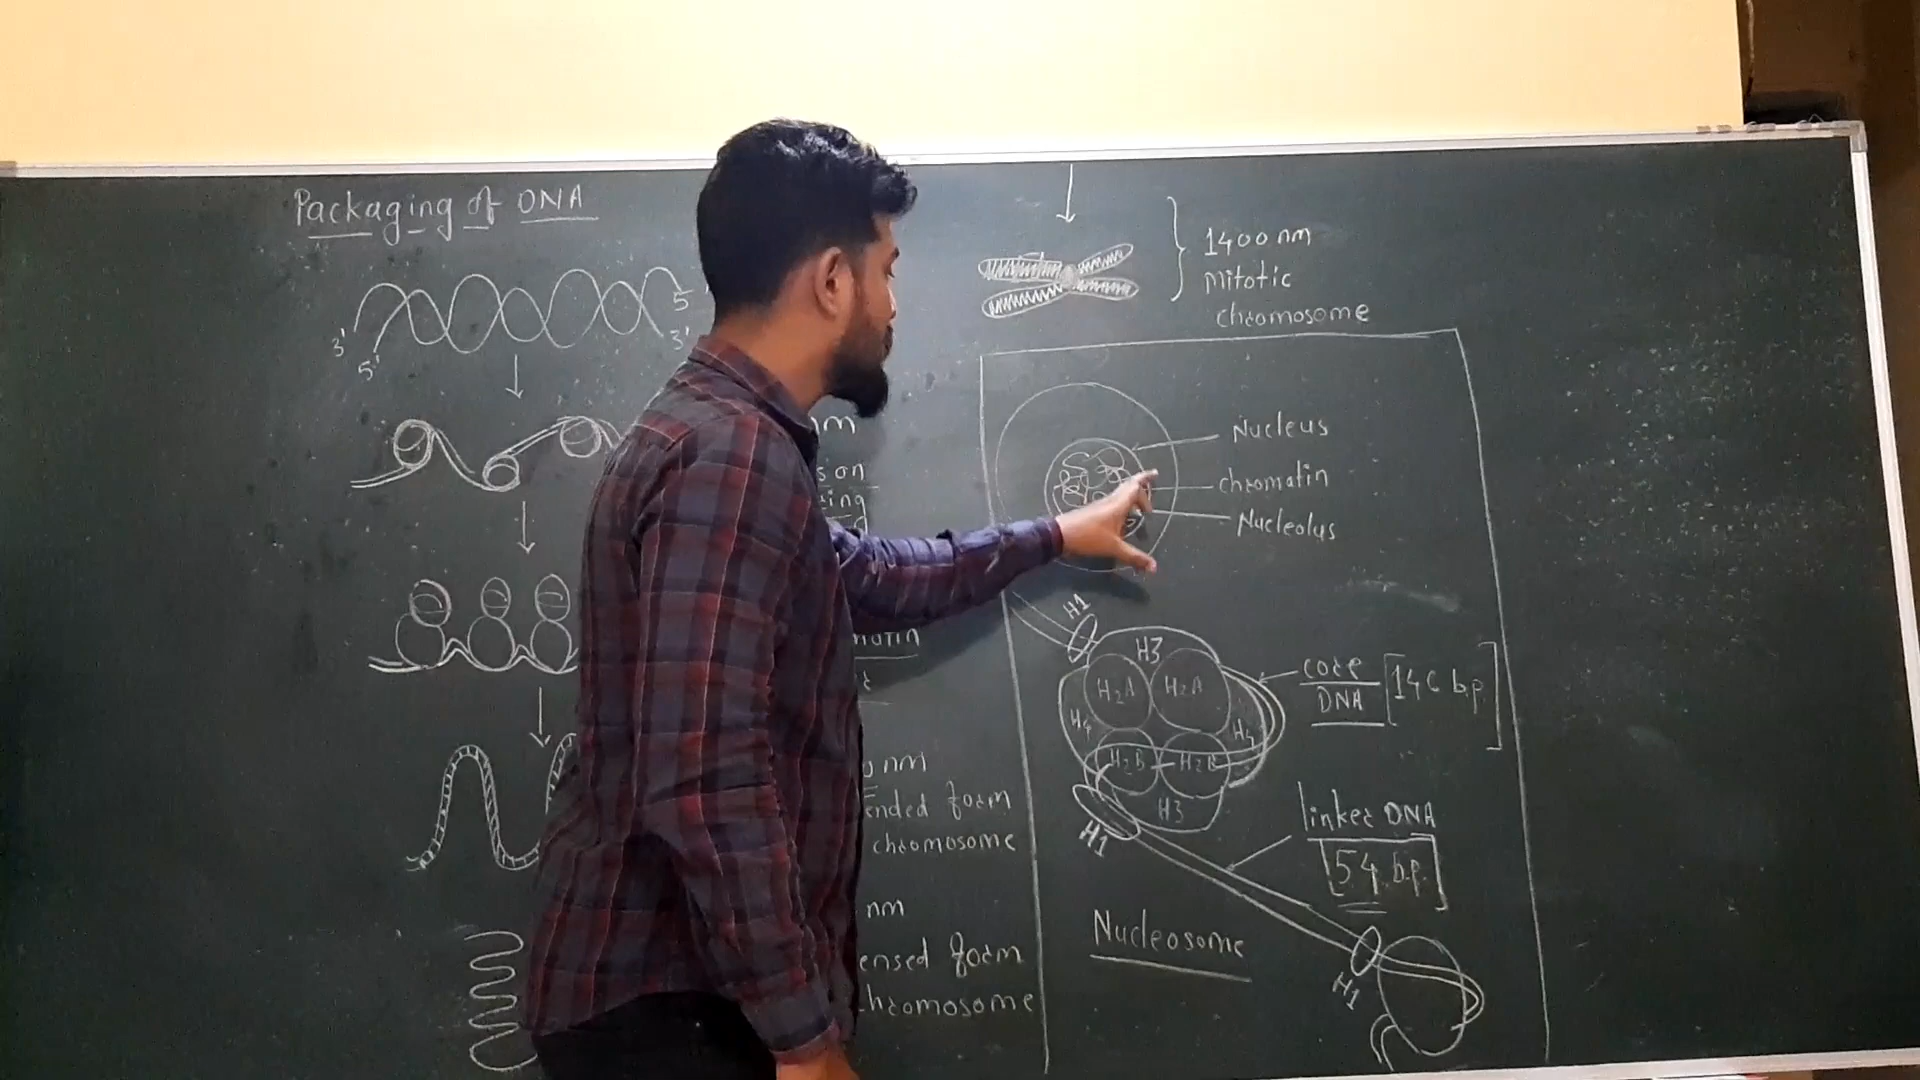 Packaging of DNA
5
3'
3'
5'
nm
s on
ing
matin
nm
ended form
chromosome
nm
ensed form
chromosome
1400 nm
mitotic
chromosome
Nucleus
chromatin
Nucleolus
H1
H3
H2A H2A
H4 H4
H2B H2B
H3
H1
core
DNA [146 b.p.]
linker DNA
[54 b.p.]
Nucleosome
H1